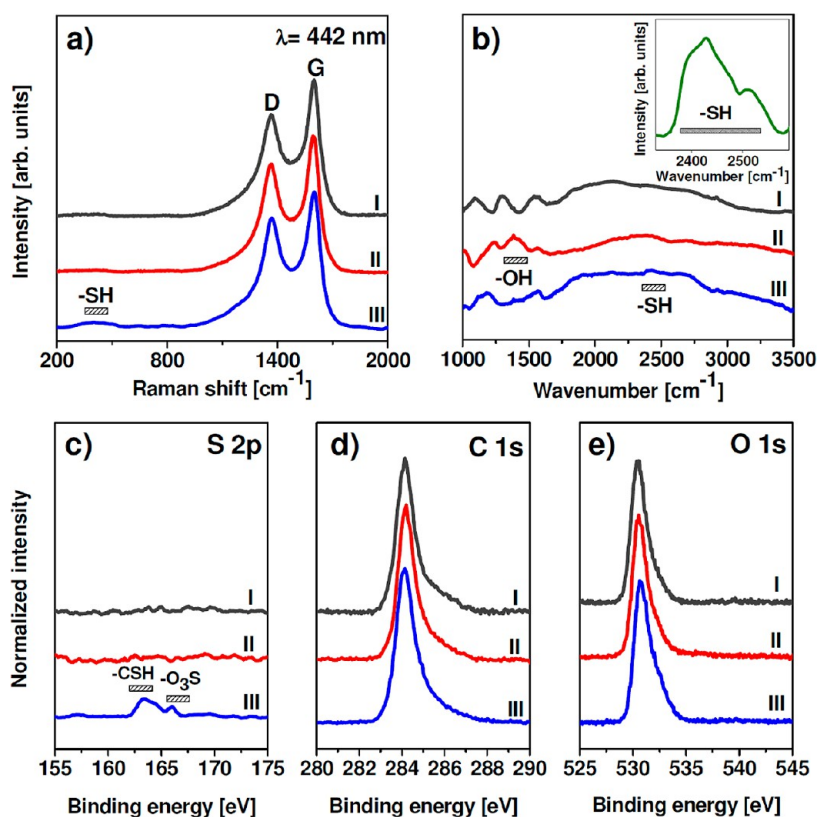 a)
λ= 442 nm
D
G
I
II
III
-SH
Intensity [arb. units]
200
800
1400
2000
Raman shift [cm-1]
b)
Intensity [arb. units]
-SH
2400
2500
Wavenumber [cm-1]
I
II
III
-OH
-SH
1000
1500
2000
2500
3000
3500
Wavenumber [cm-1]
Normalized intensity
c)
S 2p
I
II
III
-CSH
-O3S
155
160
165
170
175
Binding energy [eV]
d)
C 1s
I
II
III
280
282
284
286
288
290
Binding energy [eV]
e)
O 1s
I
II
III
525
530
535
540
545
Binding energy [eV]